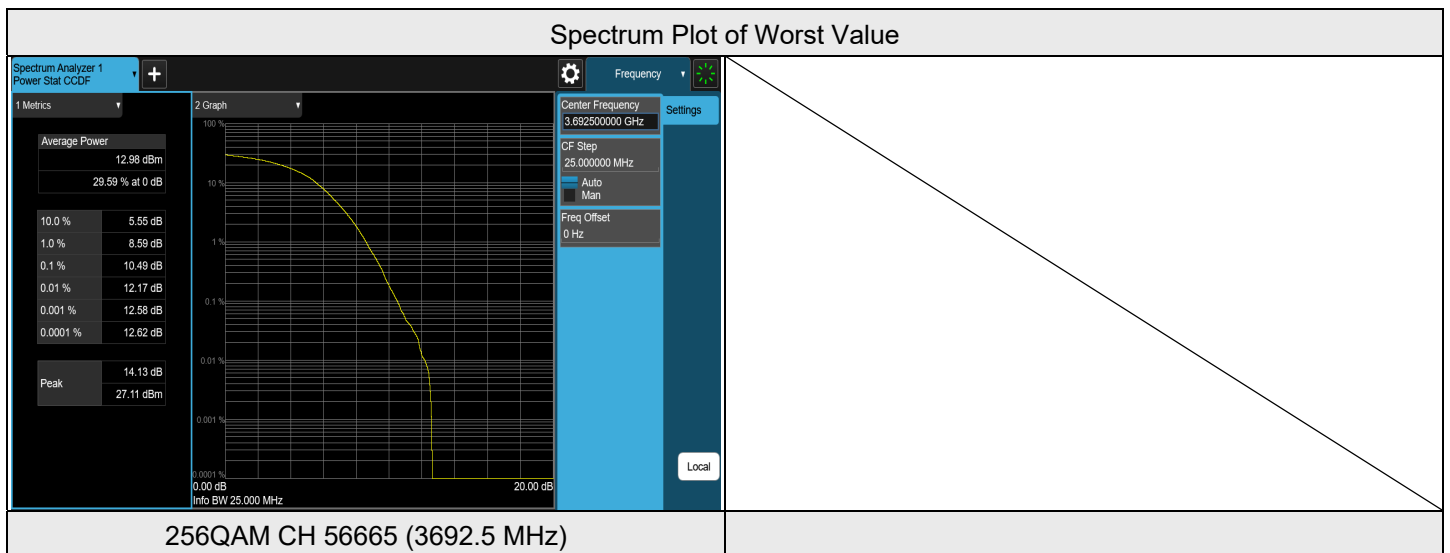 Spectrum Plot of Worst Value
Spectrum Analyzer 1
Power Stat CCDF
+
Frequency
1 Metrics
Average Power
12.98 dBm
29.59 % at 0 dB
10.0 % 5.55 dB
1.0 % 8.59 dB
0.1 % 10.49 dB
0.01 % 12.17 dB
0.001 % 12.58 dB
0.0001 % 12.62 dB
Peak
14.13 dB
27.11 dBm
2 Graph
100 %
10 %
1 %
0.1 %
0.01 %
0.001 %
0.0001 %
0.00 dB 20.00 dB
Info BW 25.000 MHz
Center Frequency
3.692500000 GHz
CF Step
25.000000 MHz
Auto
Man
Freq Offset
0 Hz
Settings
Local
256QAM CH 56665 (3692.5 MHz)